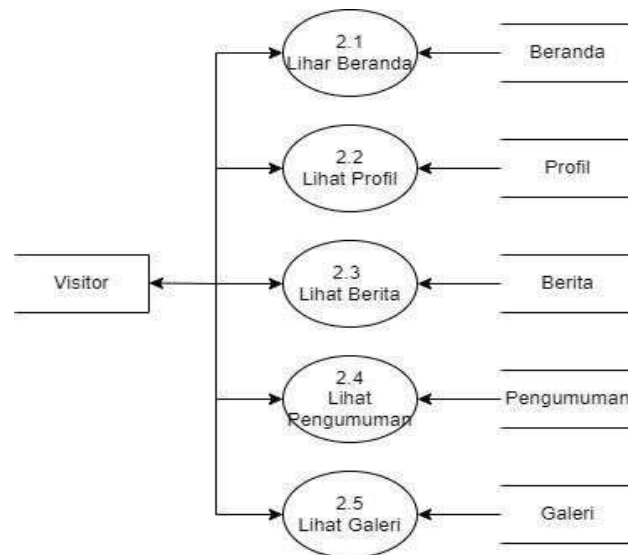 2.1
Lihar Beranda
Beranda
2.2
Lihat Profil
Profil
Visitor
2.3
Lihat Berita
Berita
2.4
Lihat
Pengumuman
Pengumuman
2.5
Lihat Galeri
Galeri